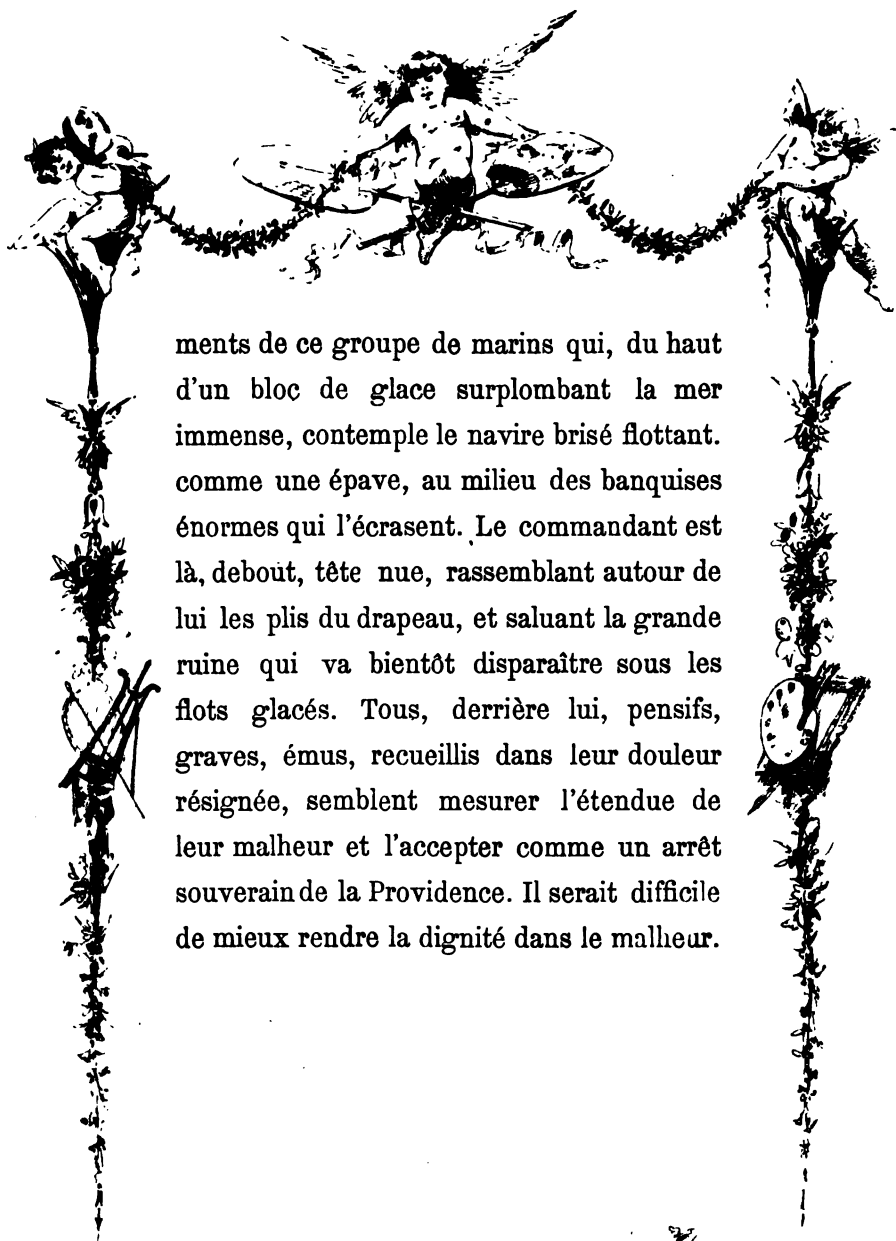 ments de ce groupe de marins qui, du haut
d'un bloc de glace surplombant la mer
immense, contemple le navire brisé flottant.
comme une épave, au milieu des banquises
énormes qui l'écrasent. Le commandant est
là, debout, tête nue, rassemblant autour de
lui les plis du drapeau, et saluant la grande
ruine qui va bientôt disparaître sous les
flots glacés. Tous, derrière lui, pensifs,
graves, émus, recueillis dans leur douleur
résignée, semblent mesurer l'étendue de
leur malheur et l'accepter comme un arrêt
souverain de la Providence. Il serait difficile
de mieux rendre la dignité dans le malheur.